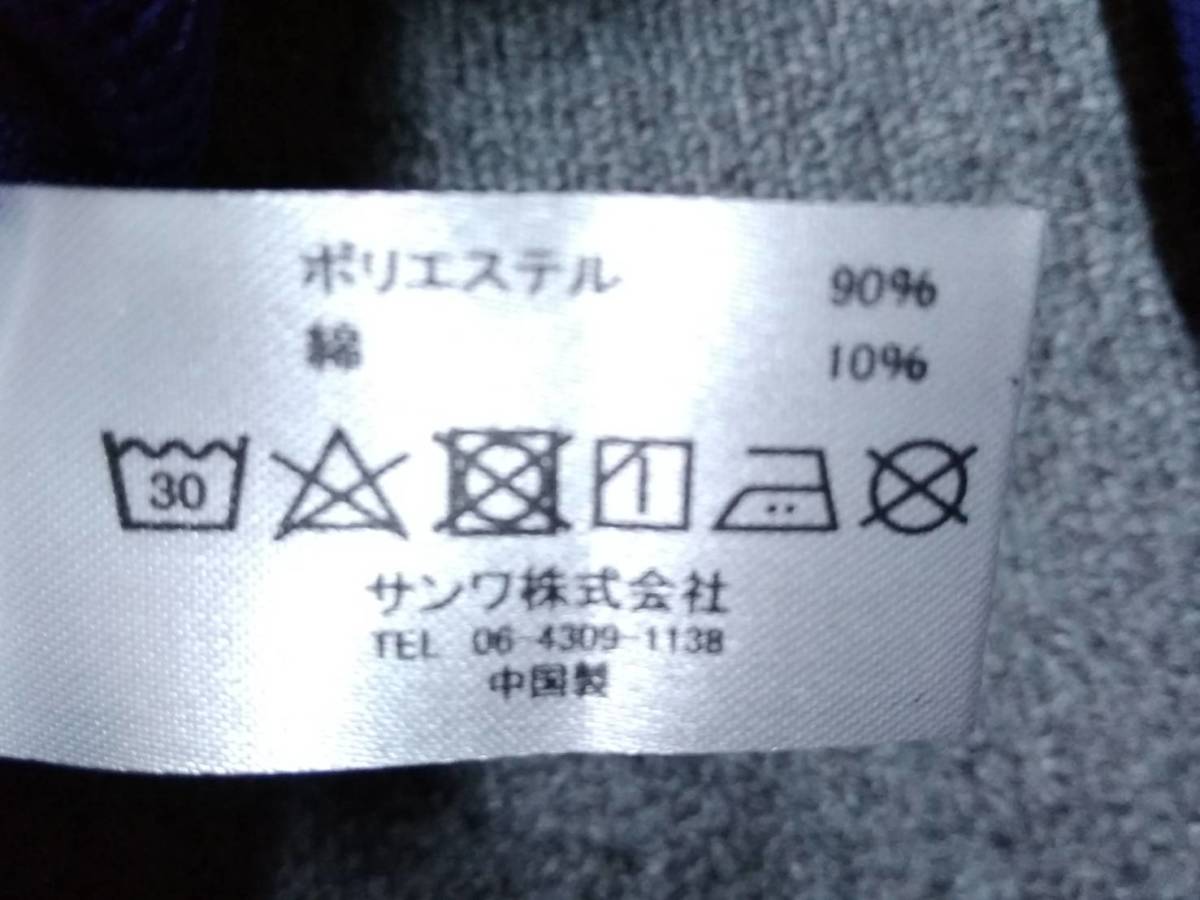 ポリエステル 90%
綿 10%
30
サンワ株式会社
TEL 06-4309-1138
中国製